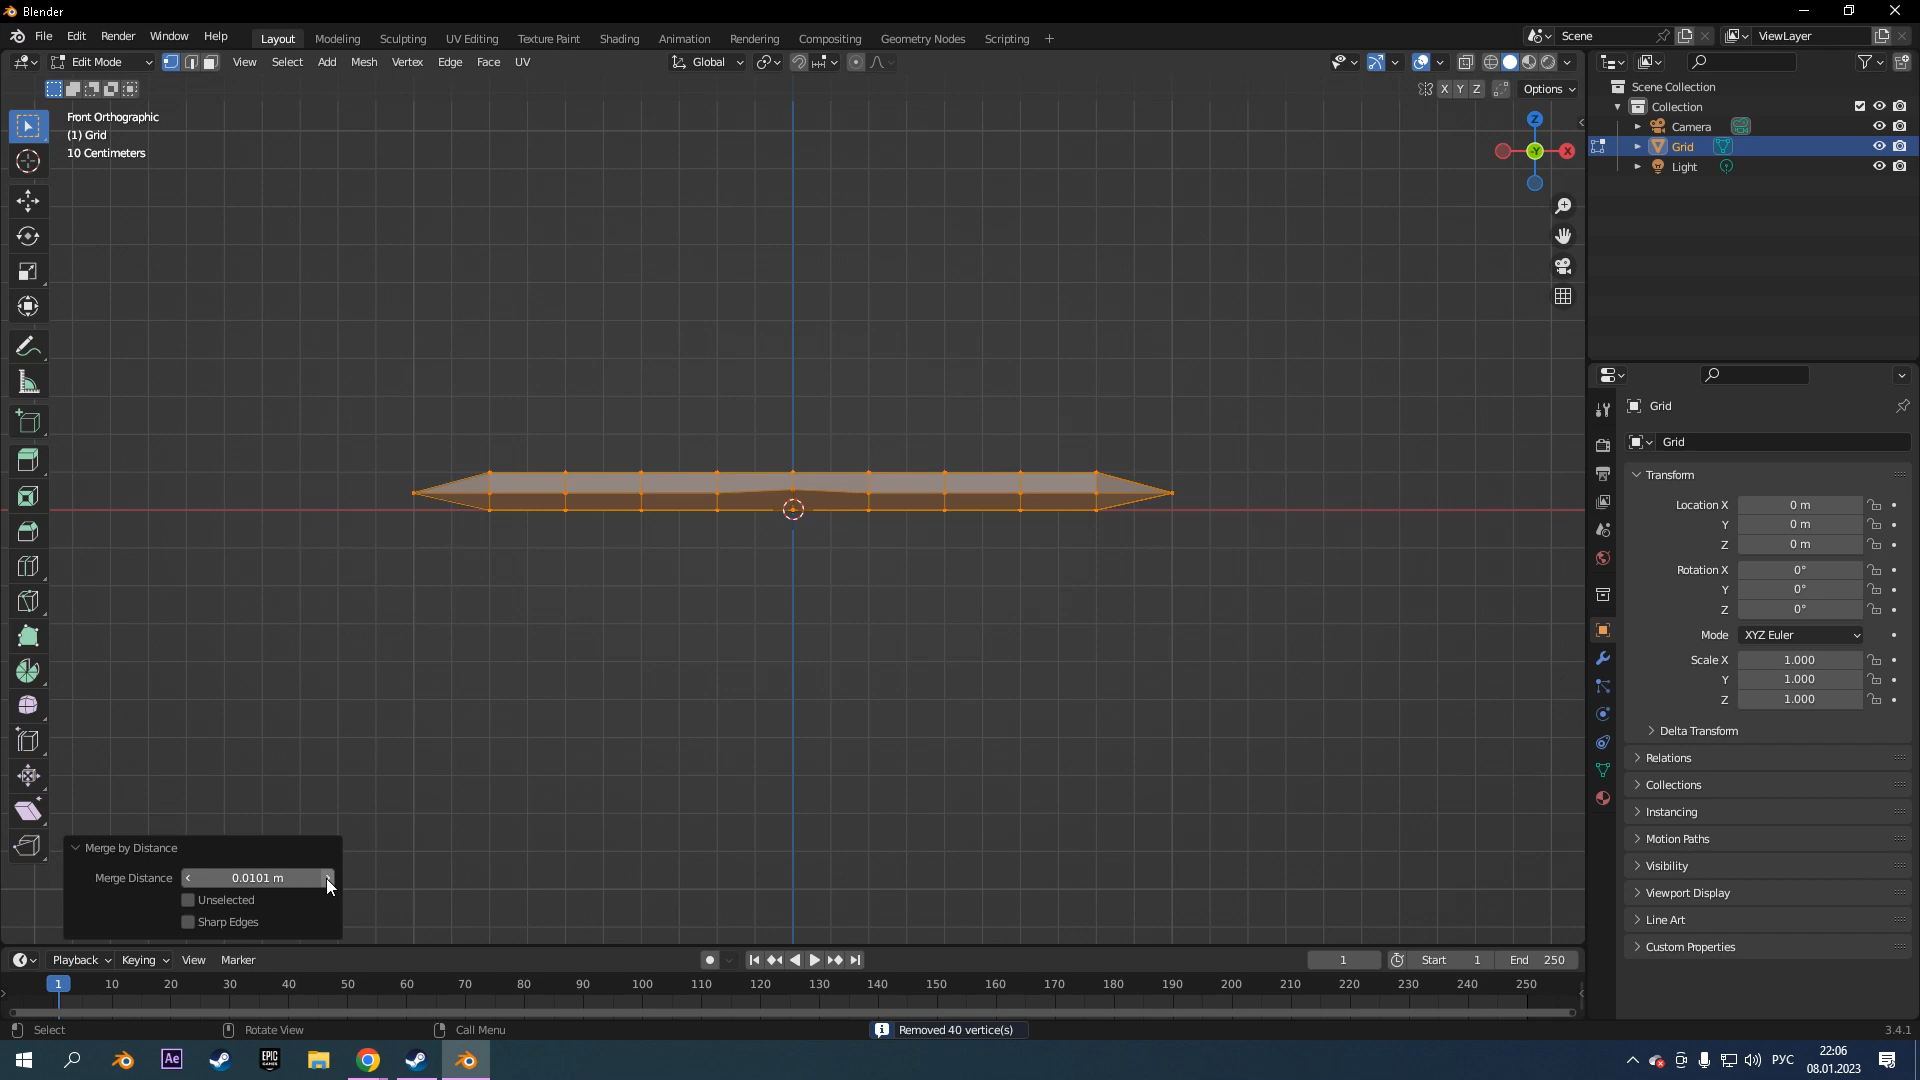 Blender
File Edit Render Window Help
Layout Modeling Sculpting UV Editing Texture Paint Shading Animation Rendering Compositing Geometry Nodes Scripting +
Scene
ViewLayer
Edit Mode
View Select Add Mesh Vertex Edge Face UV
Global
X Y Z Options
Front Orthographic
(1) Grid
10 Centimeters
Z
-Y
X
Scene Collection
Collection
Camera
Grid
Light
Grid
Grid
Transform
Location X 0 m
Y 0 m
Z 0 m
Rotation X 0°
Y 0°
Z 0°
Mode XYZ Euler
Scale X 1.000
Y 1.000
Z 1.000
Delta Transform
Relations
Collections
Instancing
Motion Paths
Visibility
Viewport Display
Line Art
Custom Properties
Merge by Distance
Merge Distance 0.0101 m
Unselected
Sharp Edges
Playback Keying View Marker
1 Start 1 End 250
1 10 20 30 40 50 60 70 80 90 100 110 120 130 140 150 160 170 180 190 200 210 220 230 240 250
Select Rotate View Call Menu
Removed 40 vertice(s)
3.4.1
Ae
EPIC GAMES
РУС
22:06
08.01.2023